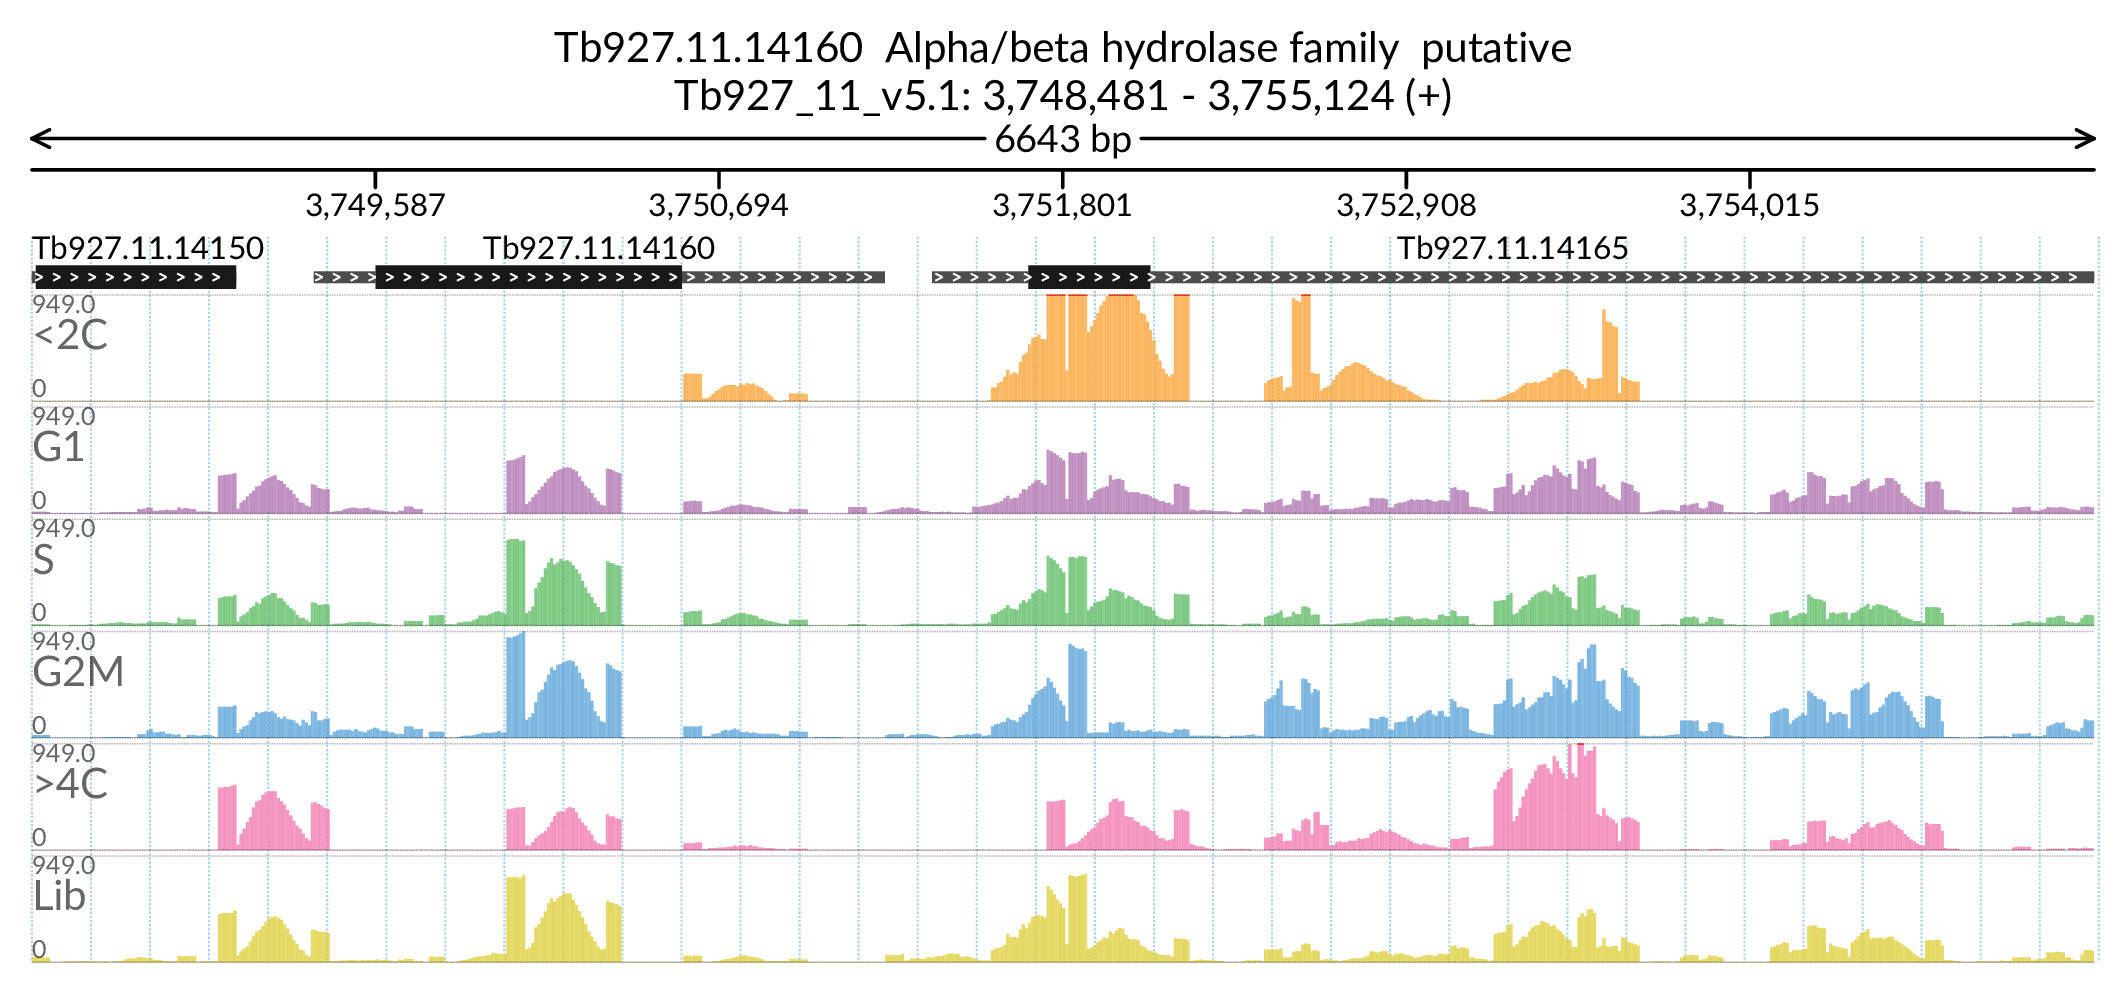 Tb927.11.14160  Alpha/beta hydrolase family  putative
Tb927_11_v5.1: 3,748,481 - 3,755,124 (+)
6643 bp
3,749,587 3,750,694 3,751,801 3,752,908 3,754,015
Tb927.11.14150 Tb927.11.14160 Tb927.11.14165
949.0
<2C
0
949.0
G1
0
949.0
S
0
949.0
G2M
0
949.0
>4C
0
949.0
Lib
0